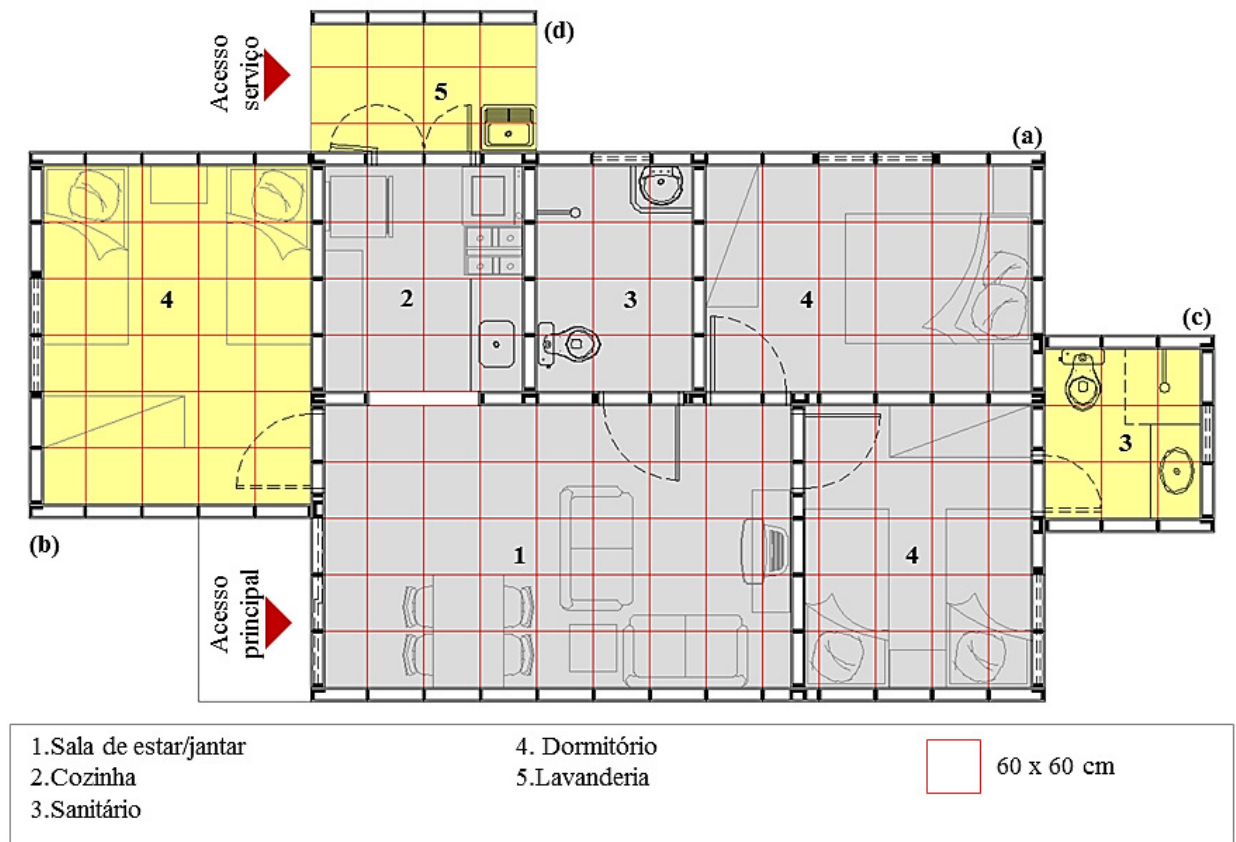 (d)
Acesso
serviço
5
(a)
4
2
3
4
(c)
3
(b)
1
4
Acesso
principal
1.Sala de estar/jantar
2.Cozinha
3.Sanitário
4. Dormitório
5.Lavanderia
60 x 60 cm